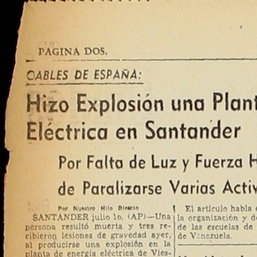 PAGINA DOS.
CABLES DE ESPAÑA:
Hizo Explosión una Plant
Eléctrica en Santander
Por Falta de Luz y Fuerza H
de Paralizarse Varias Activ
Por Nuestro Hilo Directo
SANTANDER julio 1o. (AP)—Una
persona resultó muerta y tres re-
cibieron lesiones de gravedad ayer,
al producirse una explosión en la
planta de energía eléctrica de Vies-
El artículo habla d
la organización y de
de las escuelas de
de Venezuela.